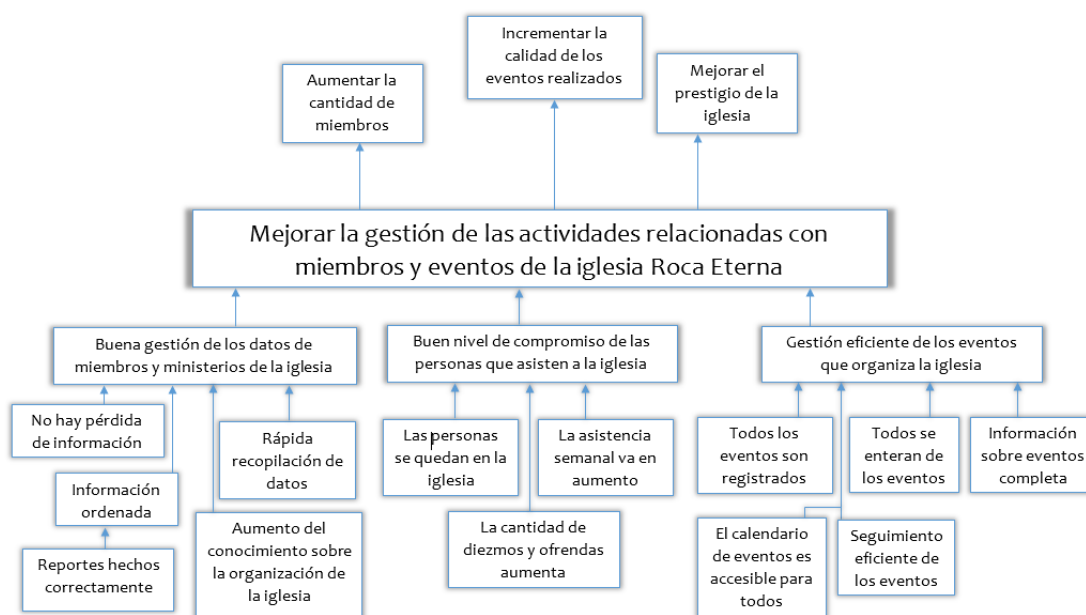 Incrementar la
calidad de los
eventos realizados
Aumentar la
cantidad de
miembros
Mejorar el
prestigio de la
iglesia
Mejorar la gestión de las actividades relacionadas con
miembros y eventos de la iglesia Roca Eterna
Buena gestión de los datos de
miembros y ministerios de la iglesia
Buen nivel de compromiso de las
personas que asisten a la iglesia
Gestión eficiente de los eventos
que organiza la iglesia
No hay pérdida
de información
Rápida
recopilación de
datos
Información
ordenada
Aumento del
conocimiento sobre
la organización de
la iglesia
Reportes hechos
correctamente
Las personas
se quedan en la
iglesia
La asistencia
semanal va en
aumento
La cantidad de
diezmos y ofrendas
aumenta
Todos los
eventos son
registrados
Todos se
enteran de
los eventos
Información
sobre eventos
completa
El calendario
de eventos es
accesible para
todos
Seguimiento
eficiente de
los eventos